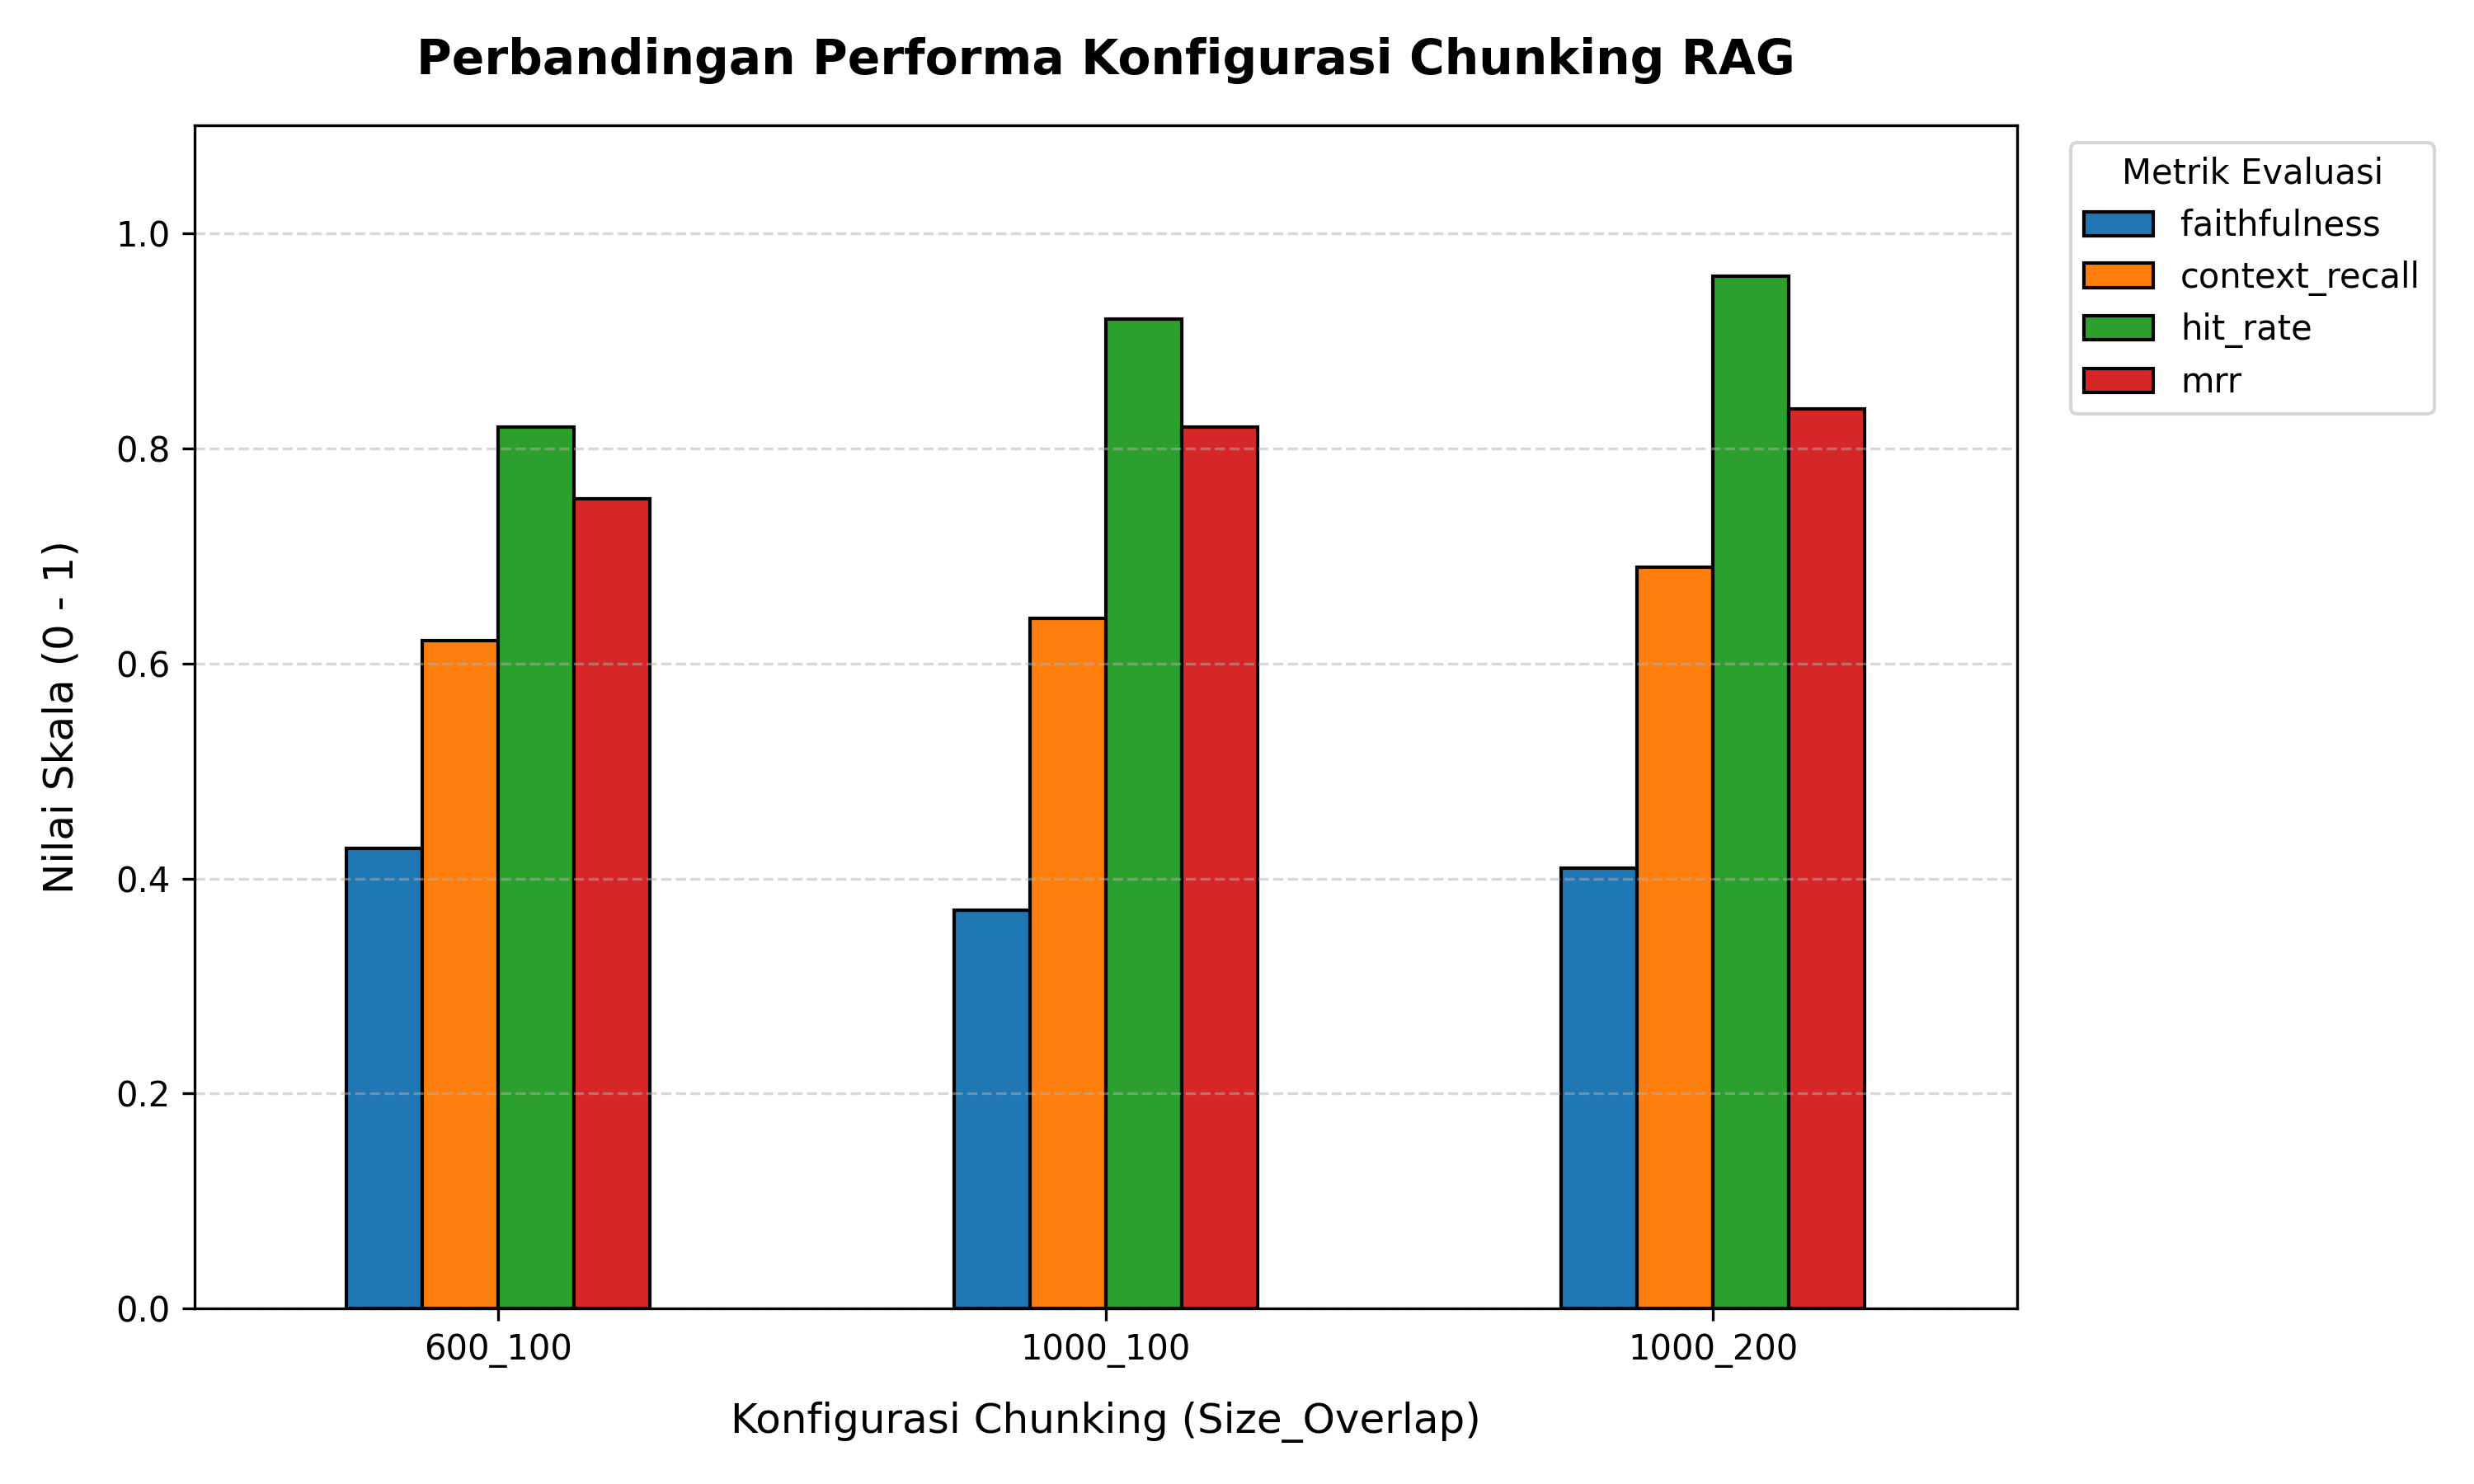 Perbandingan Performa Konfigurasi Chunking RAG
Metrik Evaluasi
faithfulness
context_recall
hit_rate
mrr
Nilai Skala (0 - 1)
1.0
0.8
0.6
0.4
0.2
0.0
600_100
1000_100
1000_200
Konfigurasi Chunking (Size_Overlap)